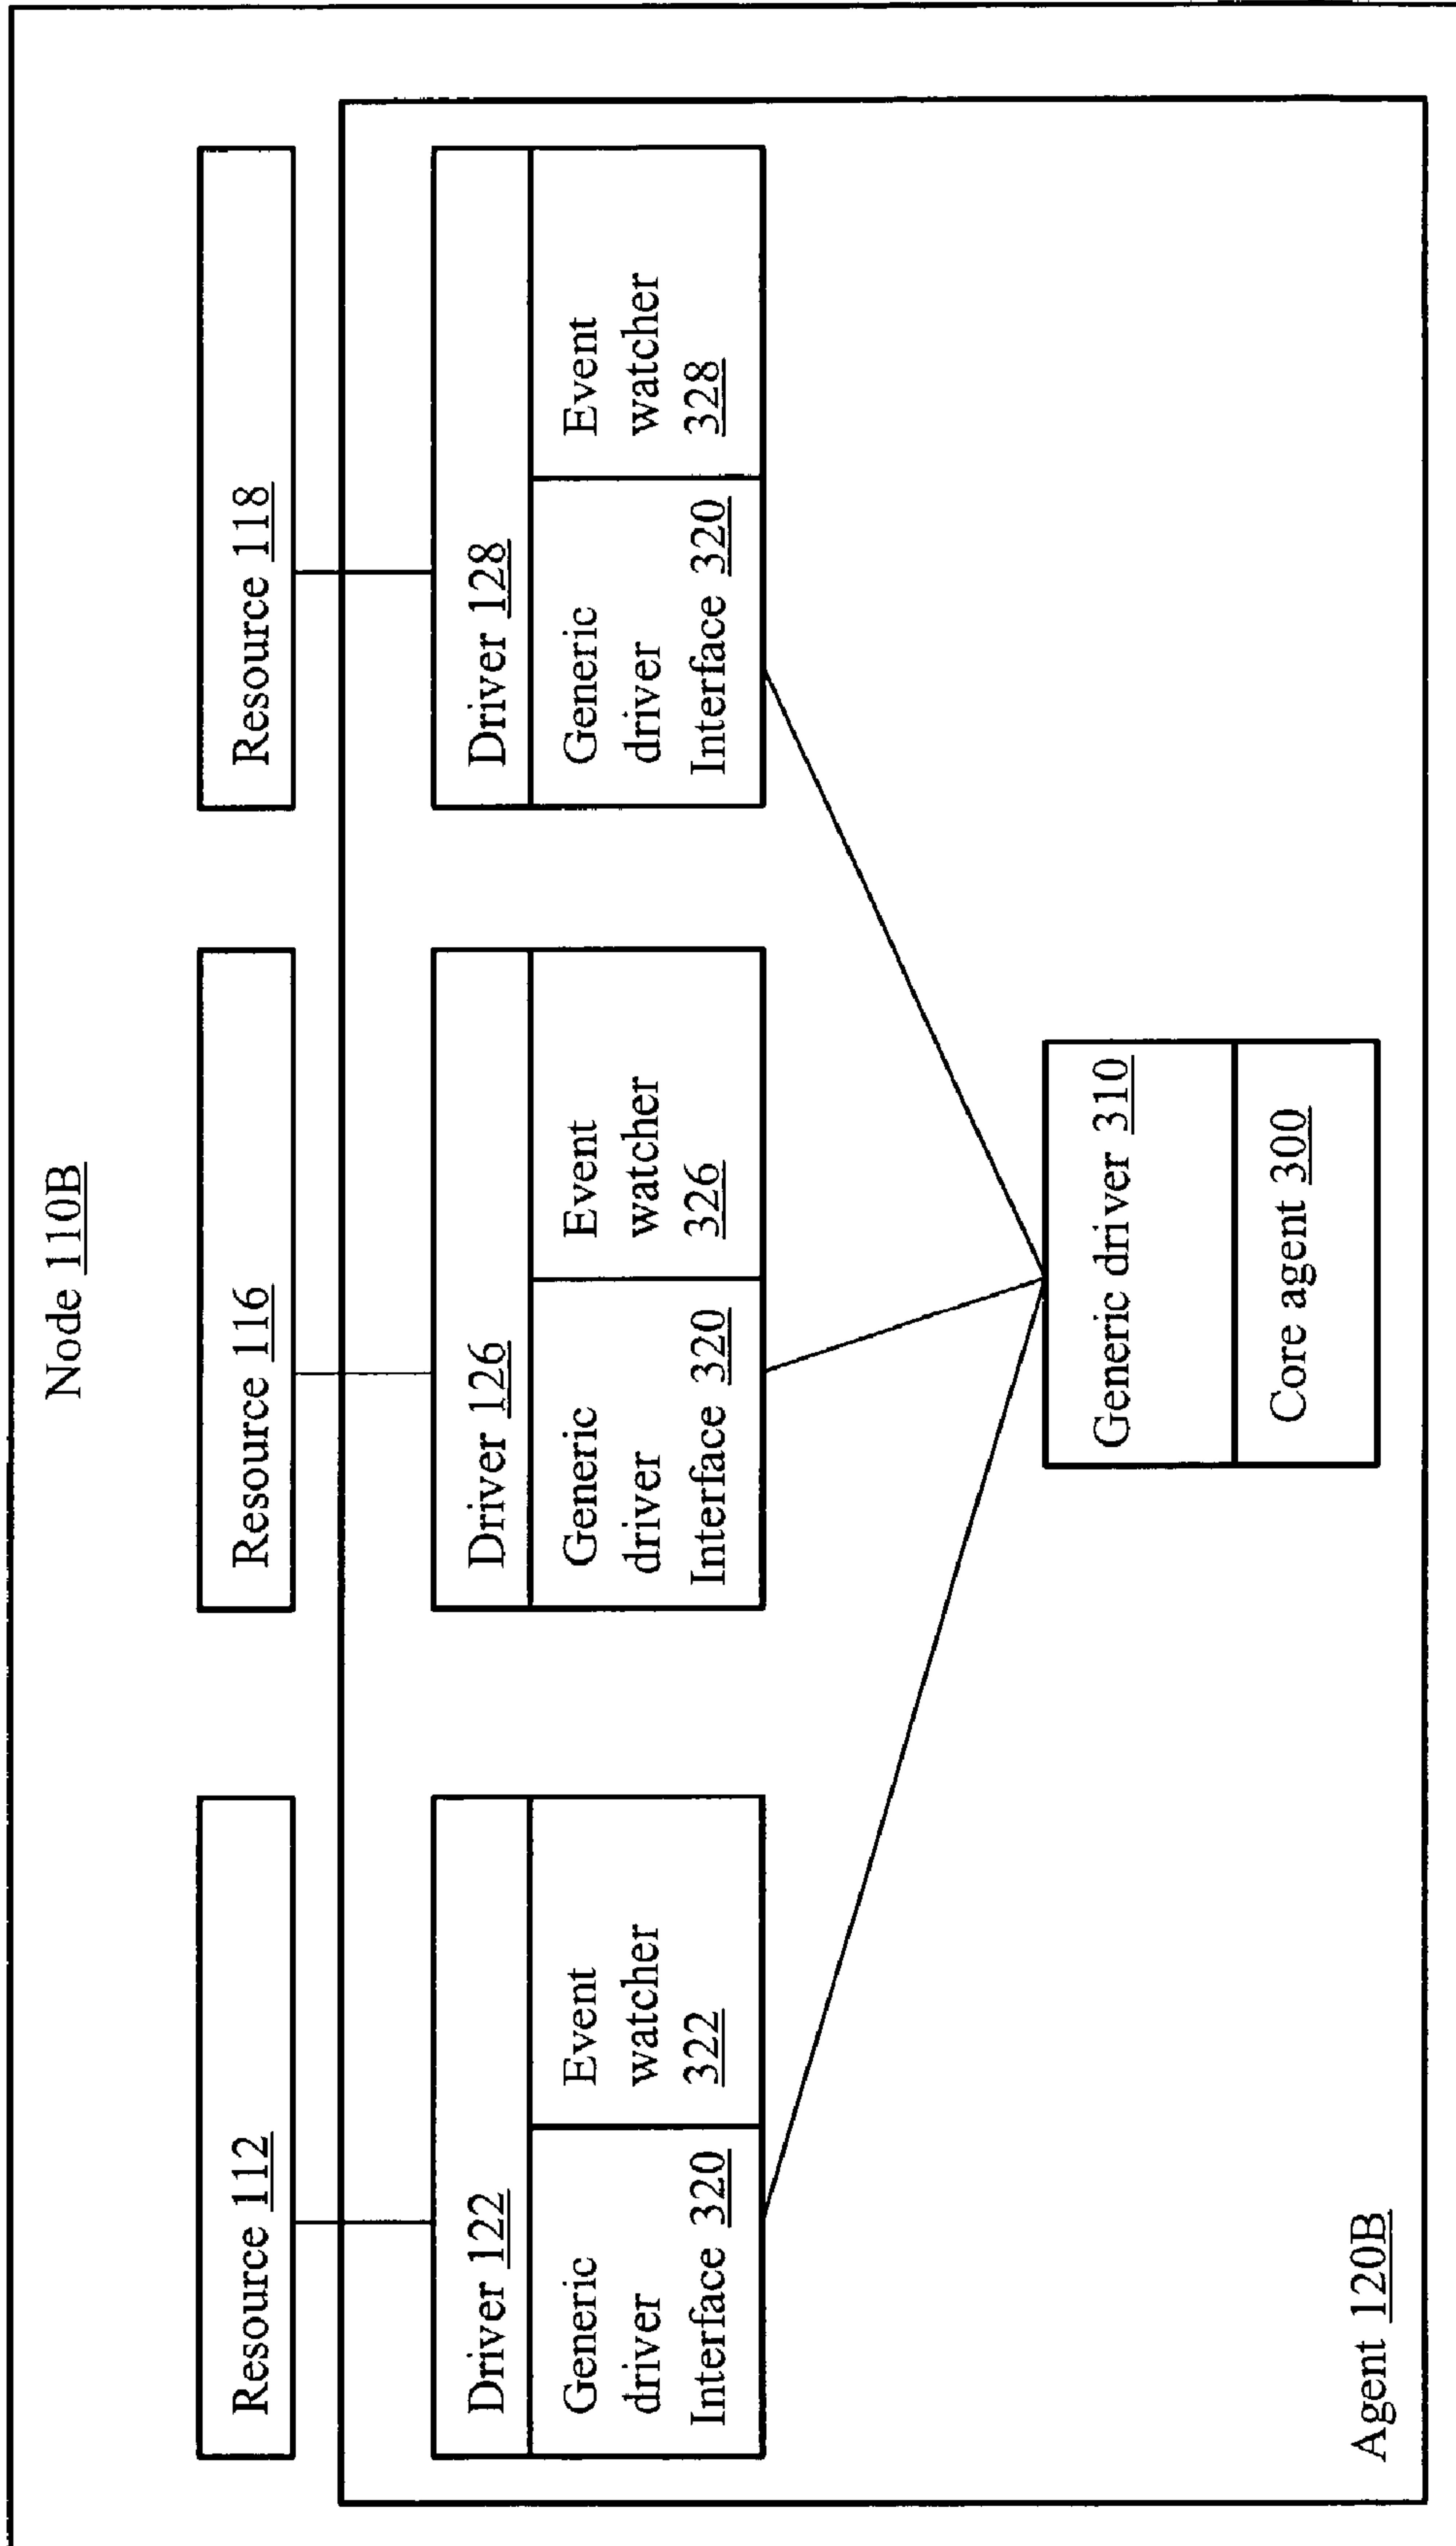 Node 110B
Resource 112
Resource 116
Resource 118
Driver 122
Generic
driver
Interface 320
Event
watcher
322
Driver 126
Generic
driver
Interface 320
Event
watcher
326
Driver 128
Generic
driver
Interface 320
Event
watcher
328
Generic driver 310
Core agent 300
Agent 120B